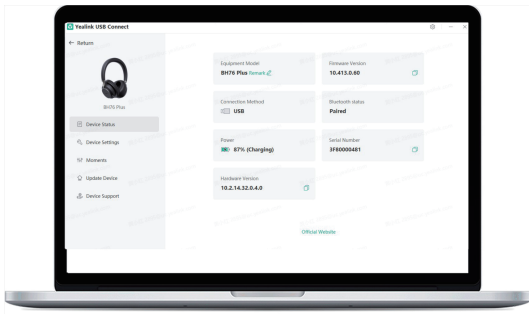 Yealink USB Connect
← Return
BH76 Plus
Device Status
Device Settings
Moments
Update Device
Device Support
Equipment Model
BH76 Plus Remark
Firmware Version
10.413.0.60
Connection Method
USB
Bluetooth status
Paired
Power
87% (Charging)
Serial Number
3F80000481
Hardware Version
10.2.14.32.0.4.0
Official Website